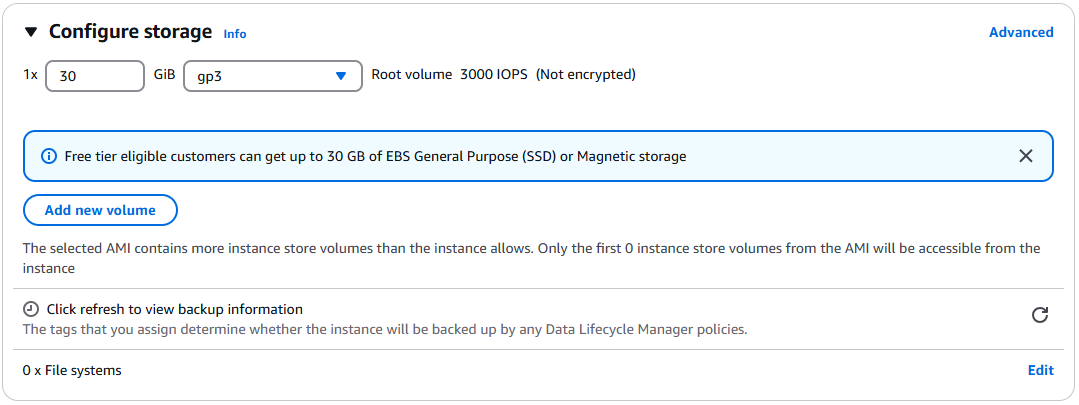 Configure storage Info Advanced
1x 30 GiB gp3 Root volume 3000 IOPS (Not encrypted)
Free tier eligible customers can get up to 30 GB of EBS General Purpose (SSD) or Magnetic storage
Add new volume
The selected AMI contains more instance store volumes than the instance allows. Only the first 0 instance store volumes from the AMI will be accessible from the
instance
Click refresh to view backup information
The tags that you assign determine whether the instance will be backed up by any Data Lifecycle Manager policies.
0 x File systems Edit